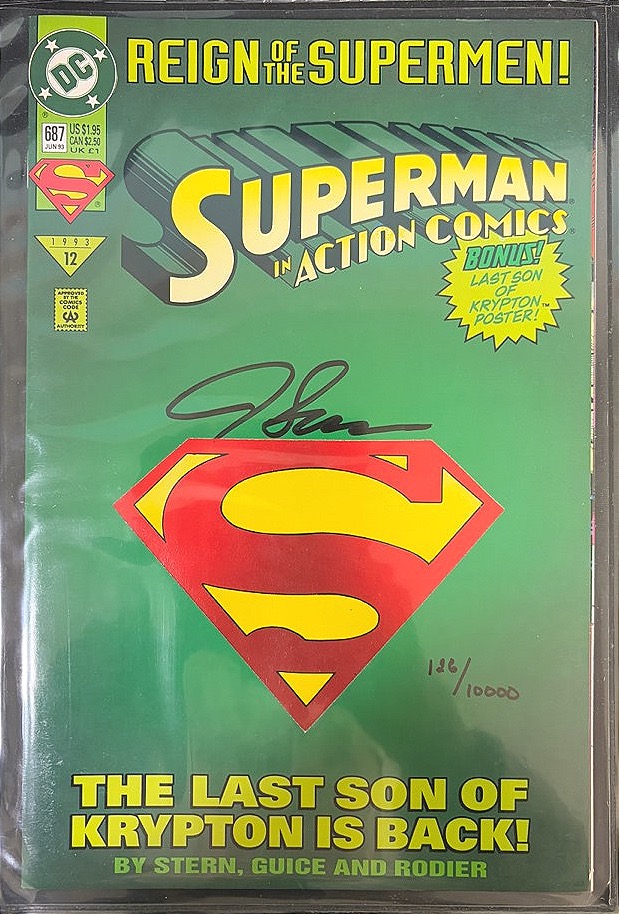 REIGN OF THE SUPERMEN!
DC
687
JUN 93
US $1.95
CAN $2.50
UK £1
SUPERMAN
IN ACTION COMICS
1993
12
APPROVED
BY THE
COMICS
CODE
CA
AUTHORITY
BONUS!
LAST SON
OF
KRYPTON™
POSTER!
126/10000
THE LAST SON OF
KRYPTON IS BACK!
BY STERN, GUICE AND RODIER